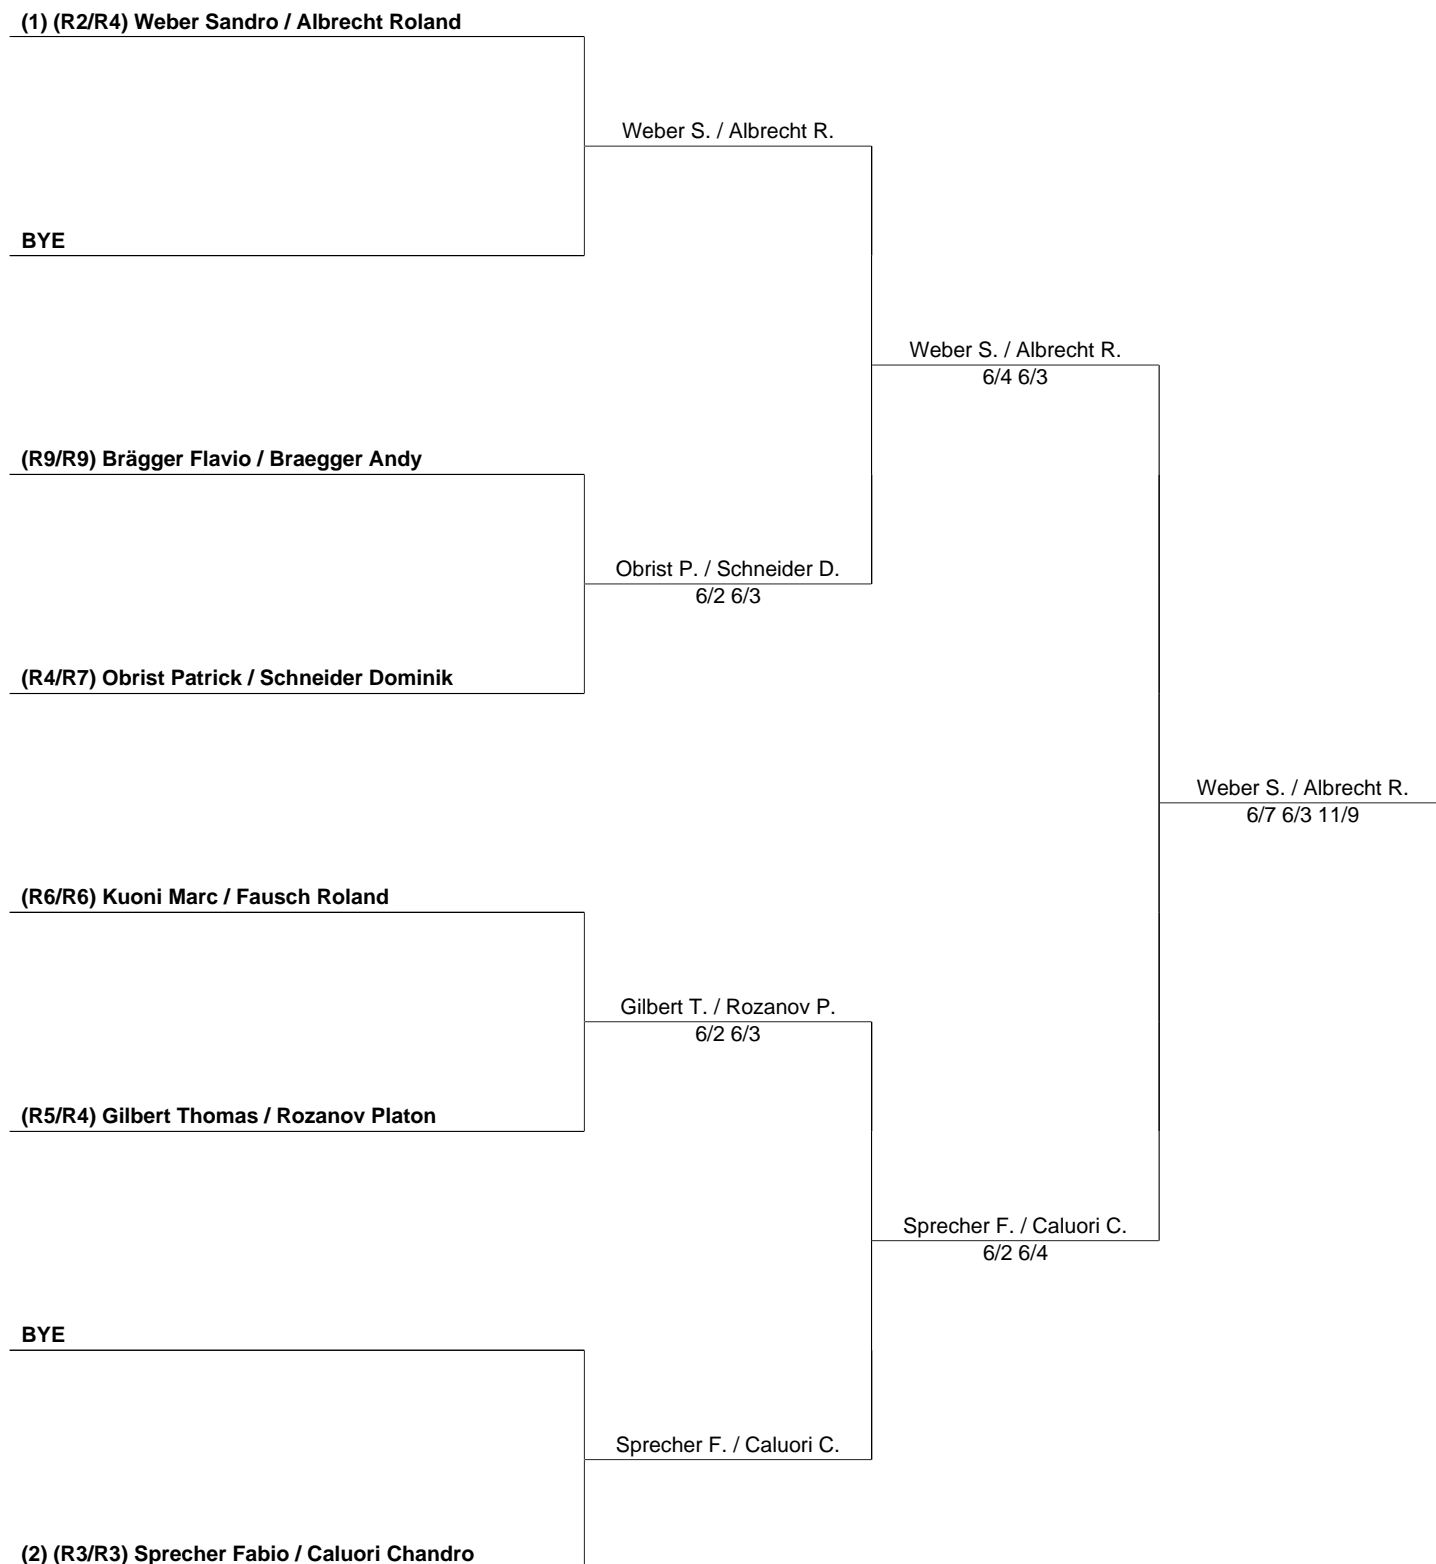 (1) (R2/R4) Weber Sandro / Albrecht Roland
Weber S. / Albrecht R.
BYE
Weber S. / Albrecht R.
6/4 6/3
(R9/R9) Brägger Flavio / Braegger Andy
Obrist P. / Schneider D.
6/2 6/3
(R4/R7) Obrist Patrick / Schneider Dominik
Weber S. / Albrecht R.
6/7 6/3 11/9
(R6/R6) Kuoni Marc / Fausch Roland
Gilbert T. / Rozanov P.
6/2 6/3
(R5/R4) Gilbert Thomas / Rozanov Platon
Sprecher F. / Caluori C.
6/2 6/4
BYE
Sprecher F. / Caluori C.
(2) (R3/R3) Sprecher Fabio / Caluori Chandro